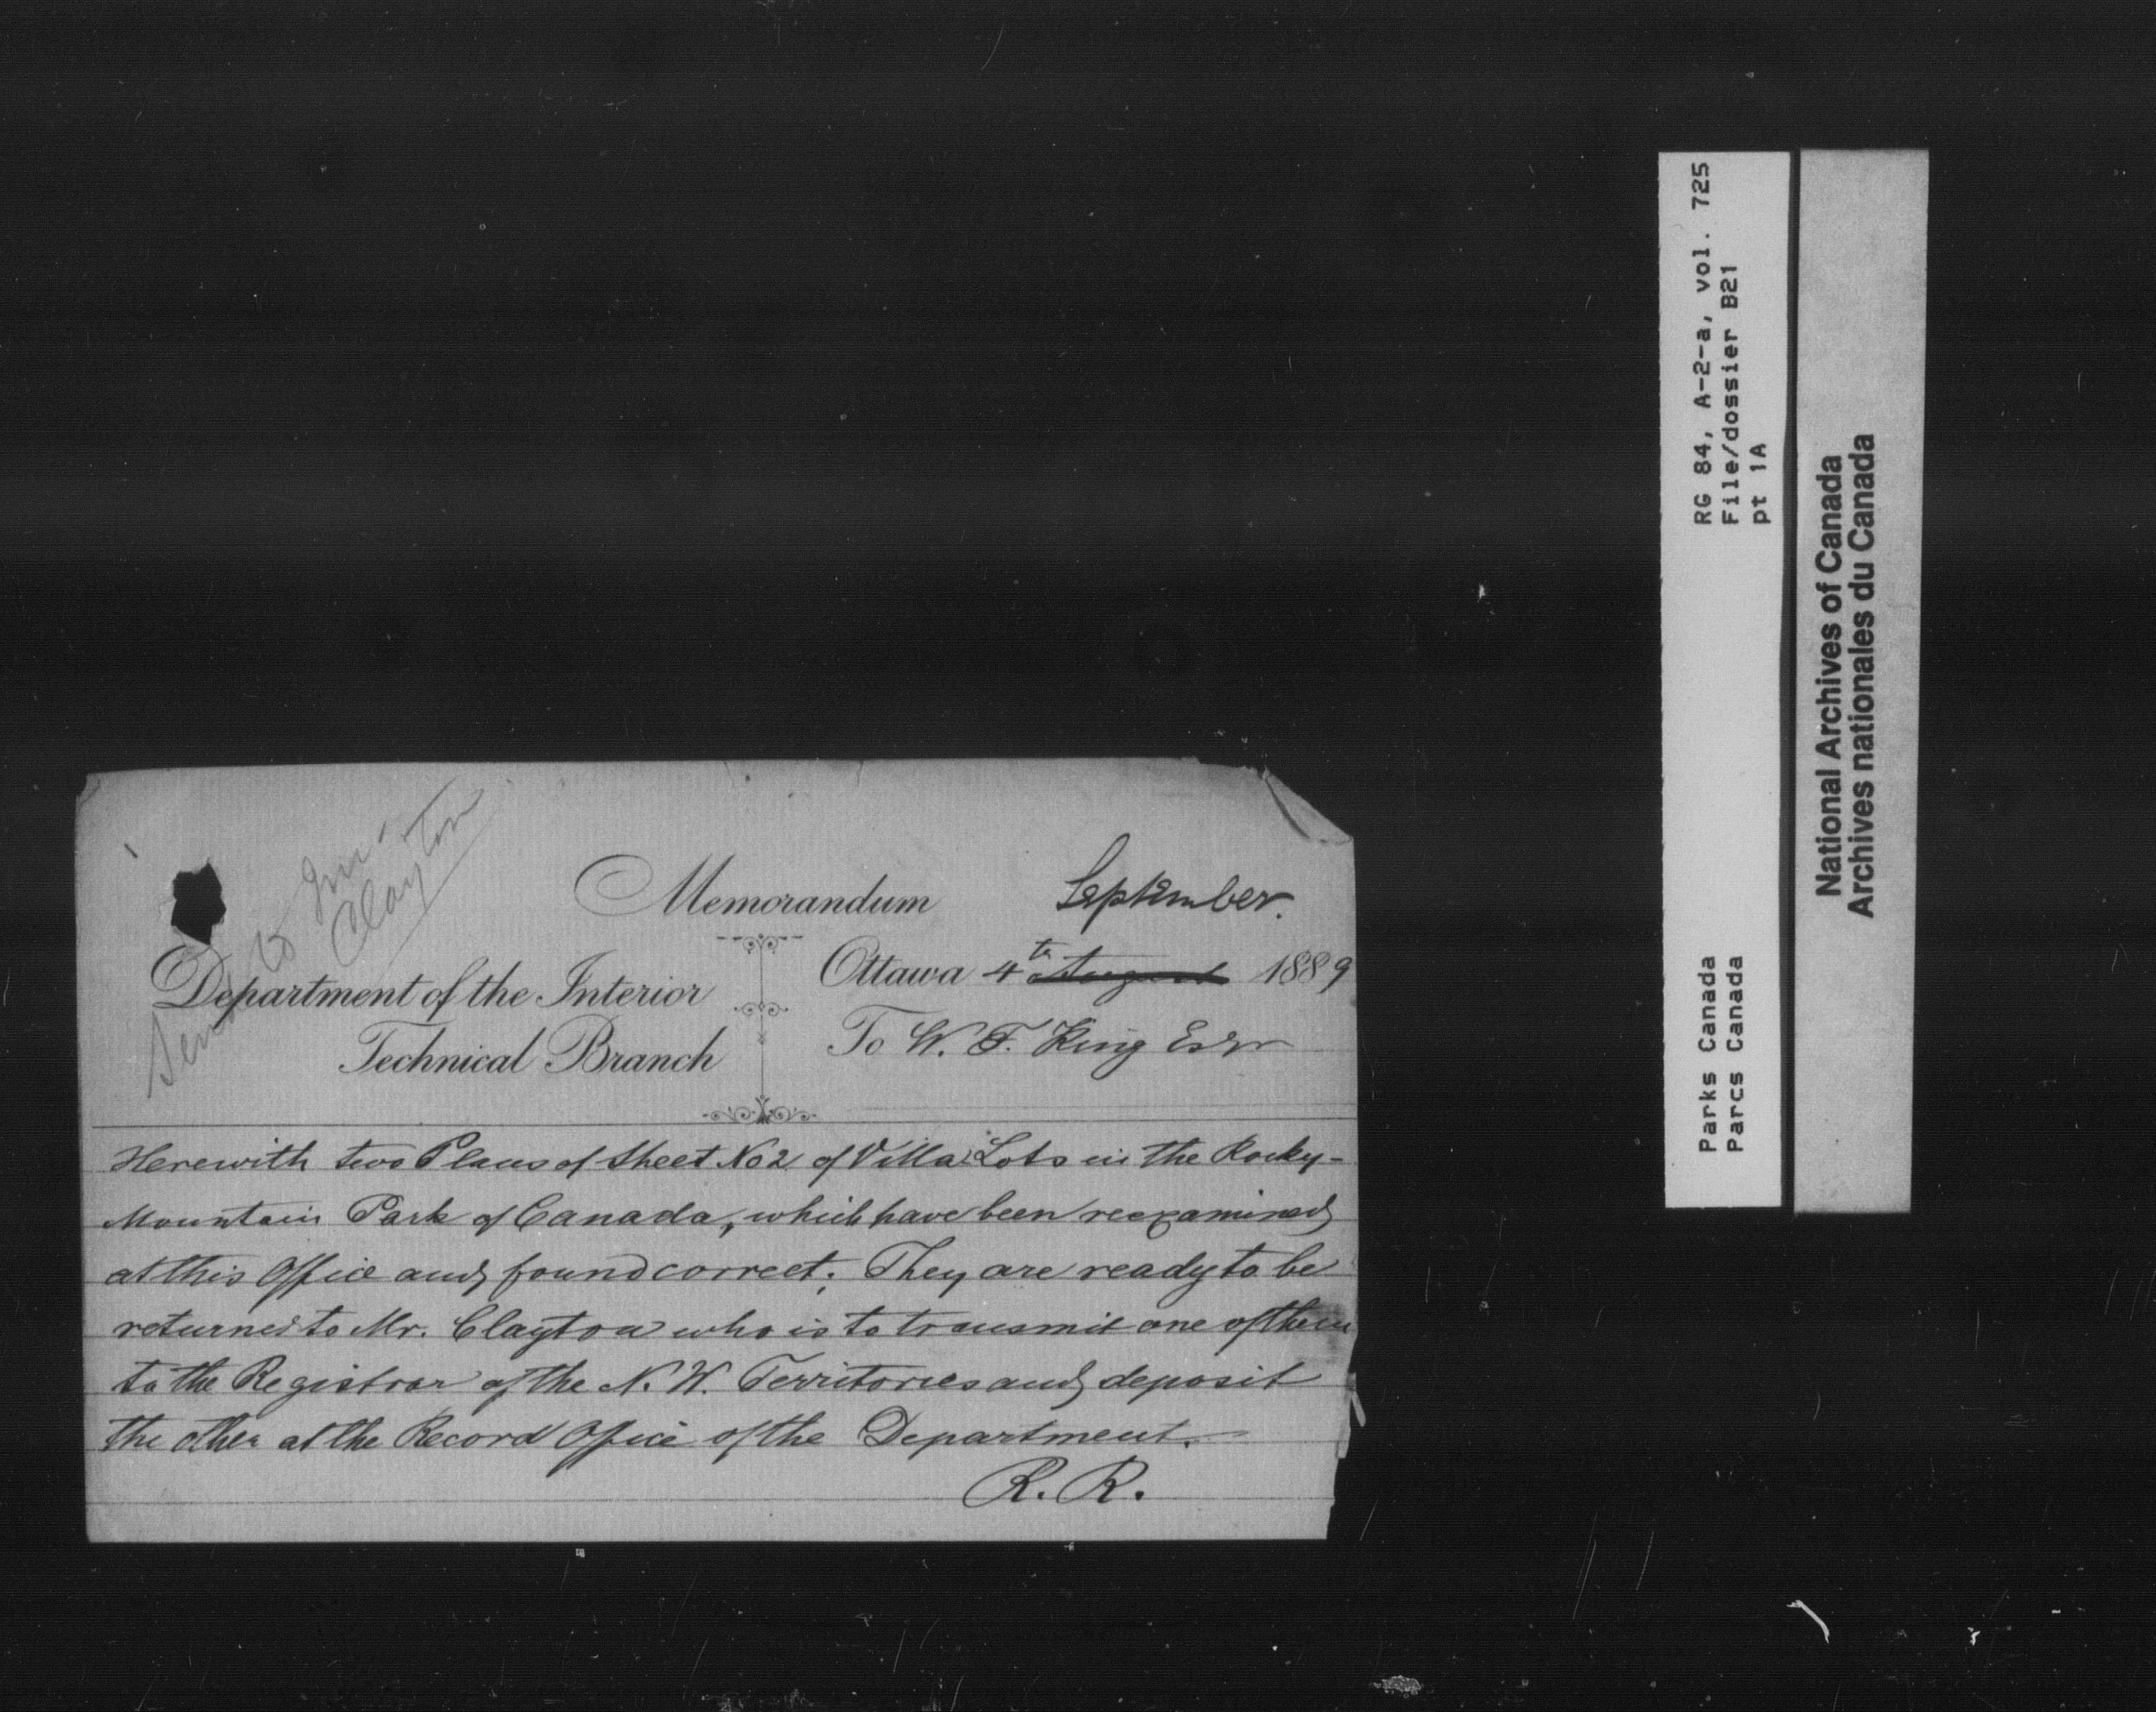 Send to Mr
Clayton
Memorandum
September.
Department of the Interior
Technical Branch
Ottawa 4th August 1889
To W. F. King Esqr
Herewith two Plans of Sheet No 2 of Villa Lots in the Rocky-
Mountain Park of Canada, which have been reexamined
at this Office and found correct; They are ready to be
returned to Mr. Clayton who is to transmit one of them
to the Registrar of the N. W. Territories and deposit
the other at the Record Office of the Department.
R. R.
RG 84, A-2-a, vol. 725
File/dossier B21
pt 1A
Parks Canada
Parcs Canada
National Archives of Canada
Archives nationales du Canada